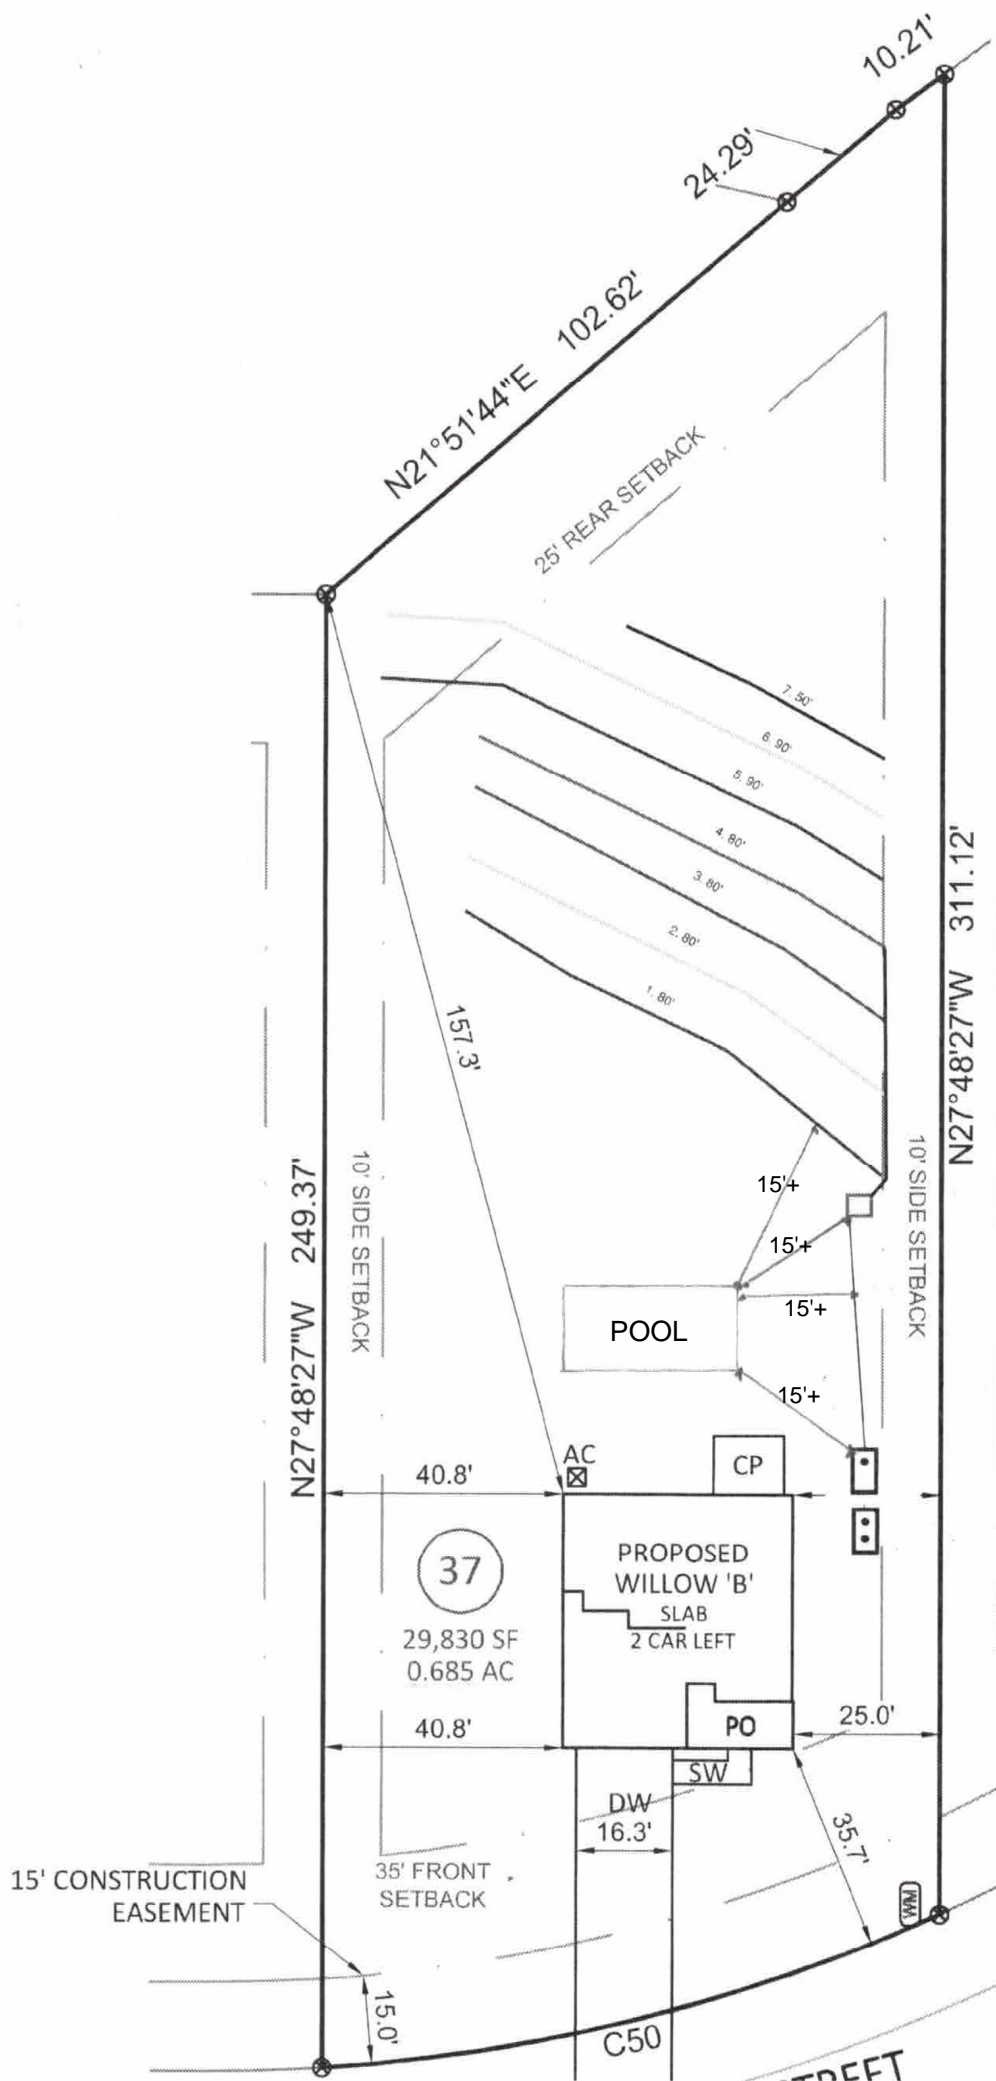 10.21'
24.29'
N21°51'44"E 102.62'
25' REAR SETBACK
7.50'
6.90'
5.90'
4.80'
3.80'
2.80'
1.80'
157.3'
N27°48'27"W 311.12'
N27°48'27"W 249.37'
10' SIDE SETBACK
10' SIDE SETBACK
15'+
15'+
15'+
POOL
15'+
AC
CP
40.8'
37
PROPOSED
WILLOW 'B'
SLAB
2 CAR LEFT
29,830 SF
0.685 AC
40.8'
PO
25.0'
SW
DW
16.3'
35.7'
35' FRONT
SETBACK
15' CONSTRUCTION
EASEMENT
WM
15.0'
C50
STREET